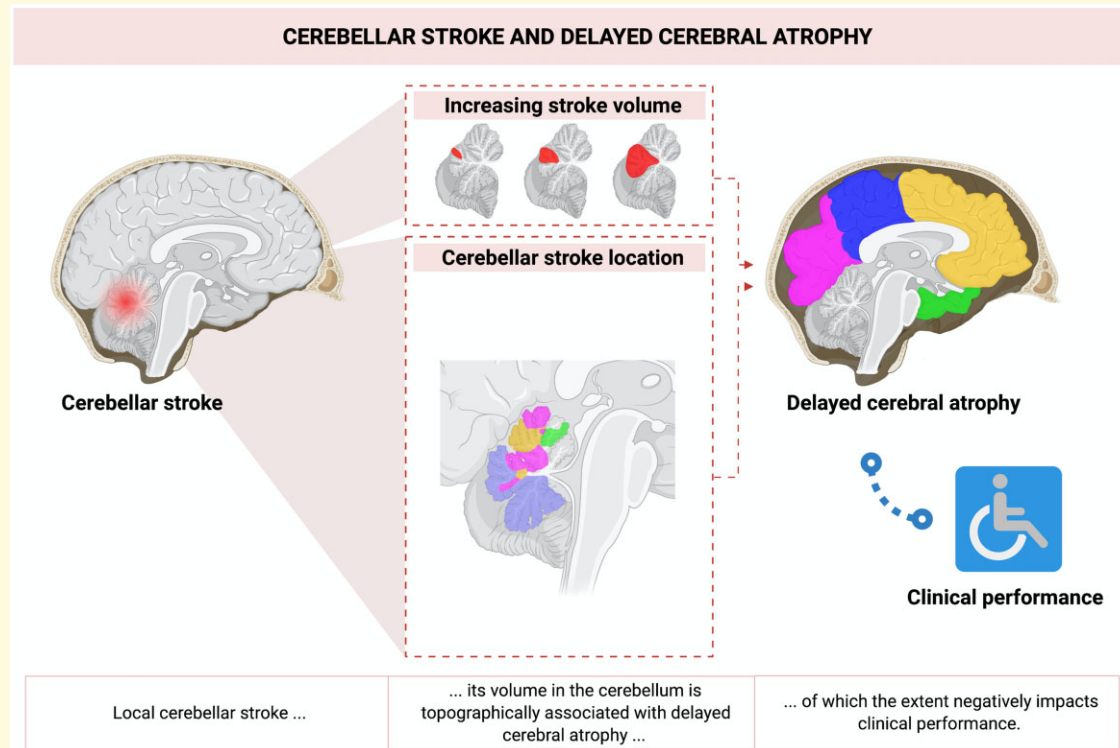 CEREBELLAR STROKE AND DELAYED CEREBRAL ATROPHY
Increasing stroke volume
Cerebellar stroke location
Cerebellar stroke
Delayed cerebral atrophy
Clinical performance
Local cerebellar stroke ...
... its volume in the cerebellum is
topographically associated with delayed
cerebral atrophy ...
... of which the extent negatively impacts
clinical performance.